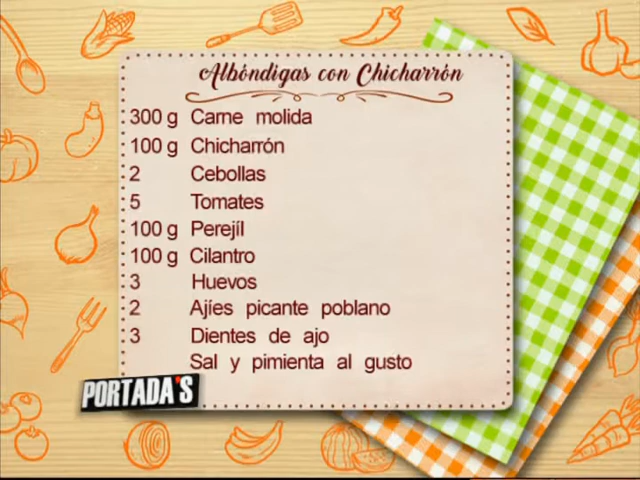 Albóndigas con Chicharrón
300 g Carne molida
100 g Chicharrón
2 Cebollas
5 Tomates
100 g Perejíl
100 g Cilantro
3 Huevos
2 Ajíes picante poblano
3 Dientes de ajo
Sal y pimienta al gusto
PORTADA'S